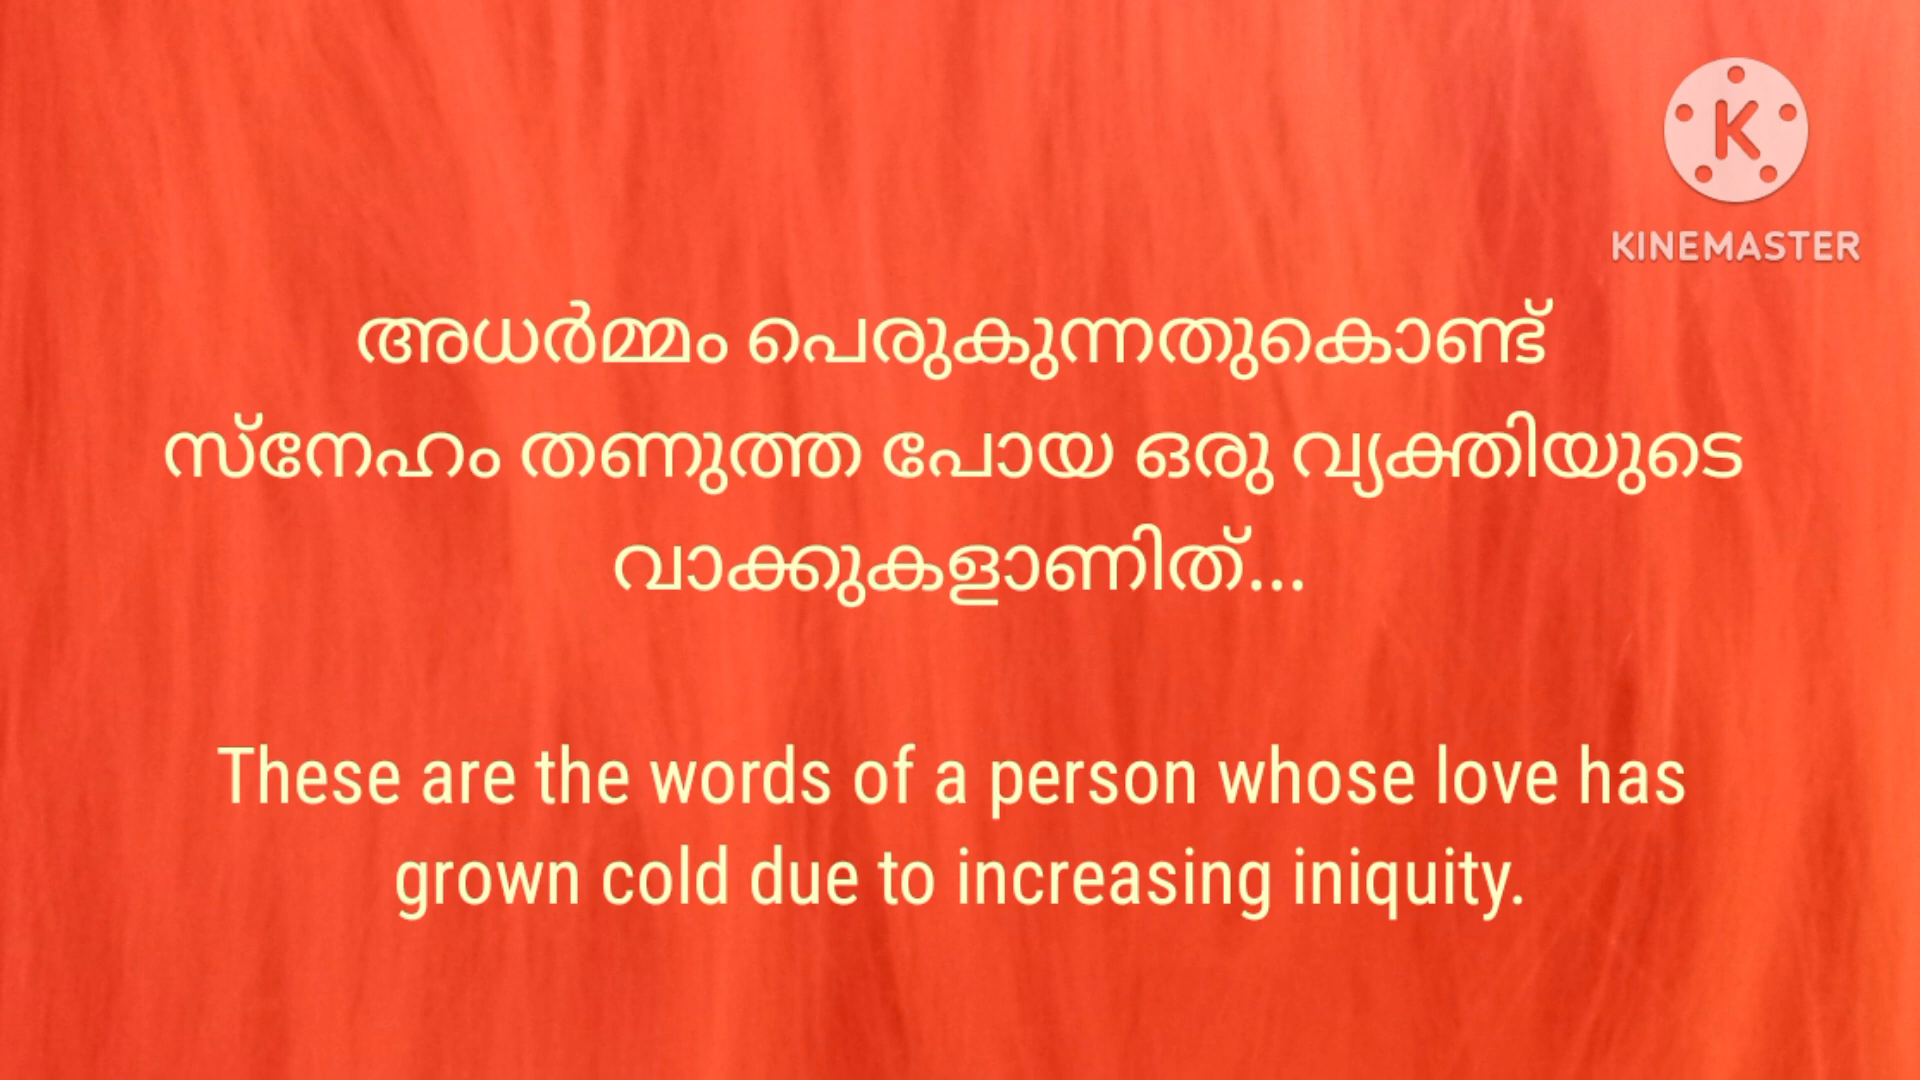 K
KINEMASTER
അധർമ്മം പെരുകുന്നതുകൊണ്ട്
സ്നേഹം തണുത്ത പോയ ഒരു വ്യക്തിയുടെ
വാക്കുകളാണിത്...
These are the words of a person whose love has
grown cold due to increasing iniquity.